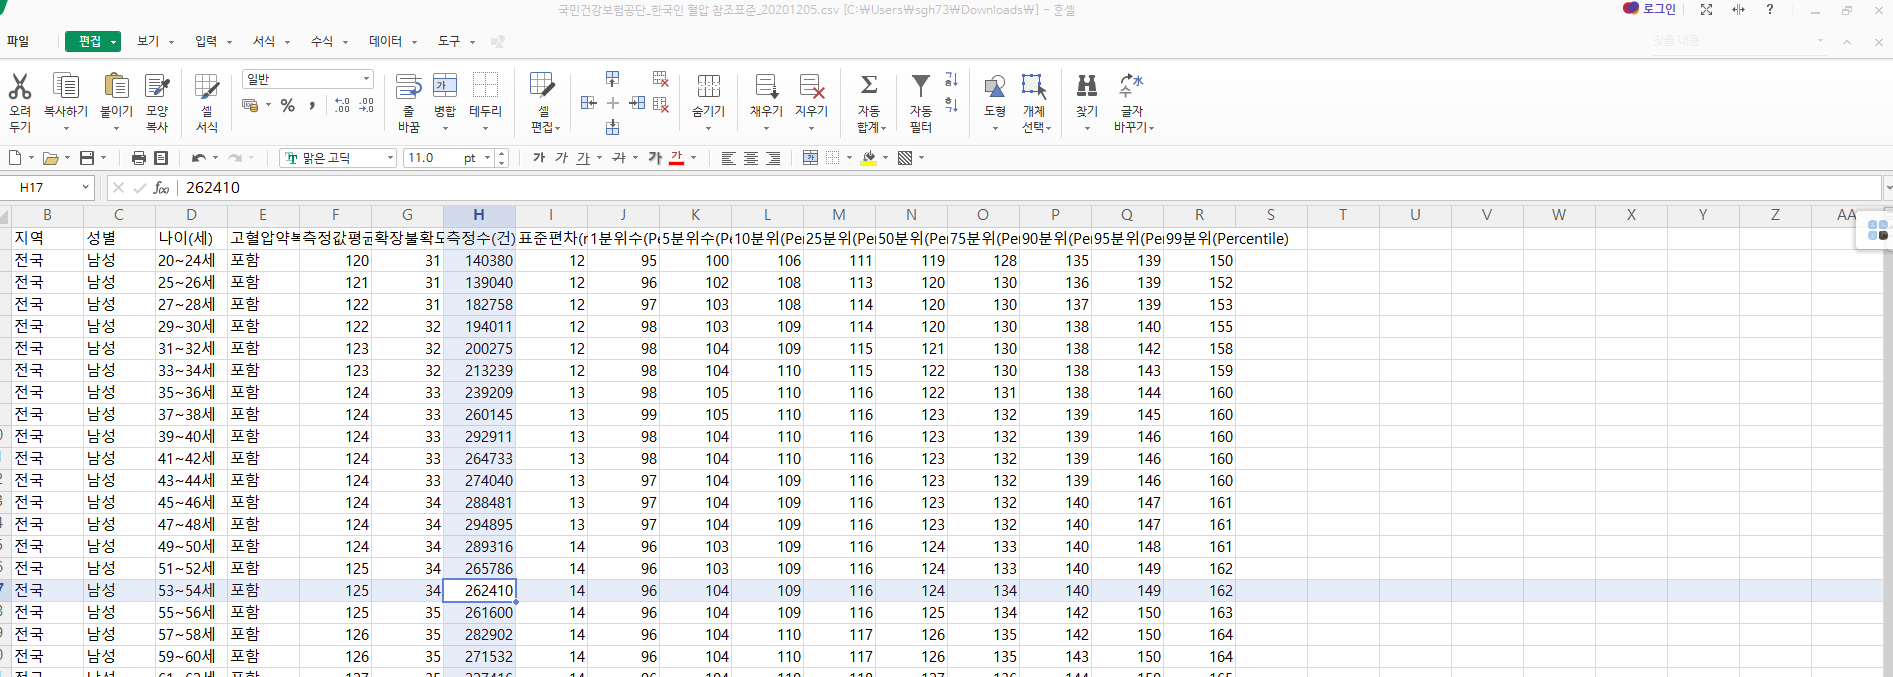 국민건강보험공단_한국인 혈압 참조표준_20201205.csv [C:₩Users₩sgh73₩Downloads₩] - 한셀
로그인
?
파일 편집 보기 입력 서식 수식 데이터 도구
찾을 내용
오려 두기 복사하기 붙이기 모양 복사 셀 서식 일반 % , 줄 바꿈 병합 테두리 셀 편집 숨기기 채우기 지우기 자동 합계 자동 필터 도형 개체 선택 찾기 글자 바꾸기
맑은 고딕 11.0 pt 가 가 가 가 가 가
H17 262410
B C D E F G H I J K L M N O P Q R S T U V W X Y Z AA
지역 성별 나이(세) 고혈압약복 측정값평균 확장불확도 측정수(건) 표준편차(m 1분위수(Pe 5분위수(Pe 10분위(Per 25분위(Per 50분위(Per 75분위(Per 90분위(Per 95분위(Per 99분위(Percentile)
전국 남성 20~24세 포함 120 31 140380 12 95 100 106 111 119 128 135 139 150
전국 남성 25~26세 포함 121 31 139040 12 96 102 108 113 120 130 136 139 152
전국 남성 27~28세 포함 122 31 182758 12 97 103 108 114 120 130 137 139 153
전국 남성 29~30세 포함 122 32 194011 12 98 103 109 114 120 130 138 140 155
전국 남성 31~32세 포함 123 32 200275 12 98 104 109 115 121 130 138 142 158
전국 남성 33~34세 포함 123 32 213239 12 98 104 110 115 122 130 138 143 159
전국 남성 35~36세 포함 124 33 239209 13 98 105 110 116 122 131 138 144 160
전국 남성 37~38세 포함 124 33 260145 13 99 105 110 116 123 132 139 145 160
전국 남성 39~40세 포함 124 33 292911 13 98 104 110 116 123 132 139 146 160
전국 남성 41~42세 포함 124 33 264733 13 98 104 110 116 123 132 139 146 160
전국 남성 43~44세 포함 124 33 274040 13 97 104 109 116 123 132 139 146 160
전국 남성 45~46세 포함 124 34 288481 13 97 104 109 116 123 132 140 147 161
전국 남성 47~48세 포함 124 34 294895 13 97 104 109 116 123 132 140 147 161
전국 남성 49~50세 포함 124 34 289316 14 96 103 109 116 124 133 140 148 161
전국 남성 51~52세 포함 125 34 265786 14 96 103 109 116 124 133 140 149 162
전국 남성 53~54세 포함 125 34 262410 14 96 104 109 116 124 134 140 149 162
전국 남성 55~56세 포함 125 35 261600 14 96 104 109 116 125 134 142 150 163
전국 남성 57~58세 포함 126 35 282902 14 96 104 110 117 126 135 142 150 164
전국 남성 59~60세 포함 126 35 271532 14 96 104 110 117 126 135 143 150 164